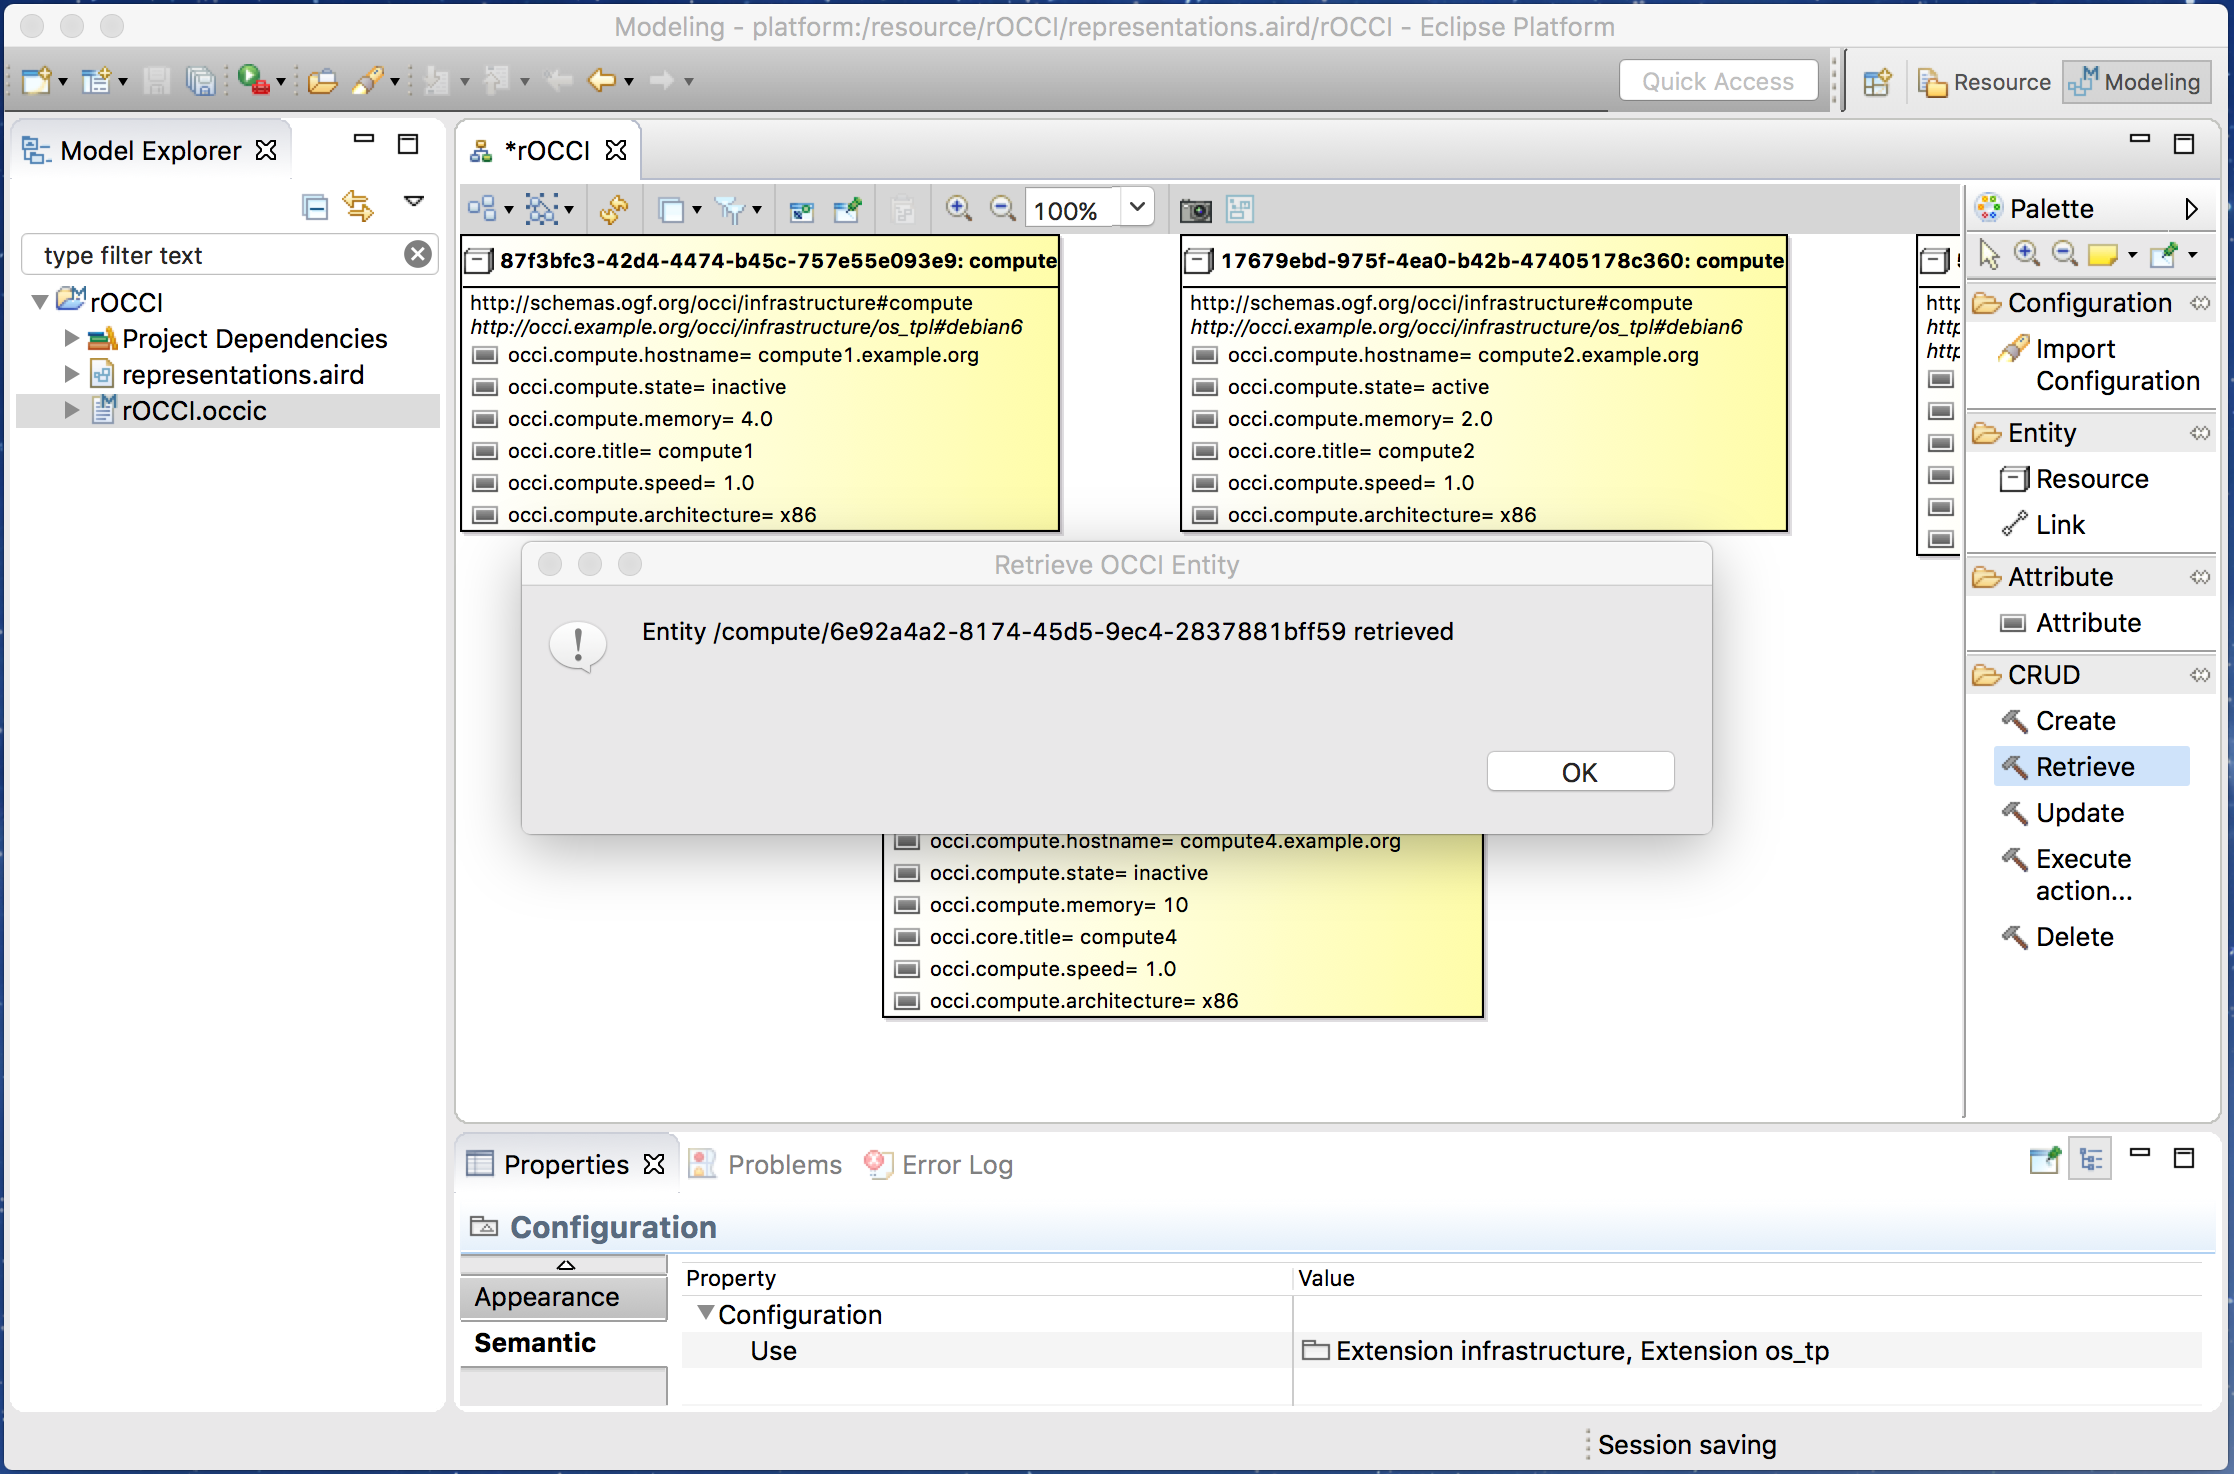 Modeling - platform:/resource/rOCCI/representations.aird/rOCCI - Eclipse Platform
Quick Access
Resource
Modeling
Model Explorer
type filter text
rOCCI
Project Dependencies
representations.aird
rOCCI.occic
*rOCCI
100%
87f3bfc3-42d4-4474-b45c-757e55e093e9: compute
http://schemas.ogf.org/occi/infrastructure#compute
http://occi.example.org/occi/infrastructure/os_tpl#debian6
occi.compute.hostname= compute1.example.org
occi.compute.state= inactive
occi.compute.memory= 4.0
occi.core.title= compute1
occi.compute.speed= 1.0
occi.compute.architecture= x86
17679ebd-975f-4ea0-b42b-47405178c360: compute
http://schemas.ogf.org/occi/infrastructure#compute
http://occi.example.org/occi/infrastructure/os_tpl#debian6
occi.compute.hostname= compute2.example.org
occi.compute.state= active
occi.compute.memory= 2.0
occi.core.title= compute2
occi.compute.speed= 1.0
occi.compute.architecture= x86
http
http
http
Retrieve OCCI Entity
Entity /compute/6e92a4a2-8174-45d5-9ec4-2837881bff59 retrieved
OK
occi.compute.hostname= compute4.example.org
occi.compute.state= inactive
occi.compute.memory= 10
occi.core.title= compute4
occi.compute.speed= 1.0
occi.compute.architecture= x86
Palette
Configuration
Import
Configuration
Entity
Resource
Link
Attribute
Attribute
CRUD
Create
Retrieve
Update
Execute
action...
Delete
Properties
Problems
Error Log
Configuration
Appearance
Semantic
Property
Value
Configuration
Use
Extension infrastructure, Extension os_tp
Session saving